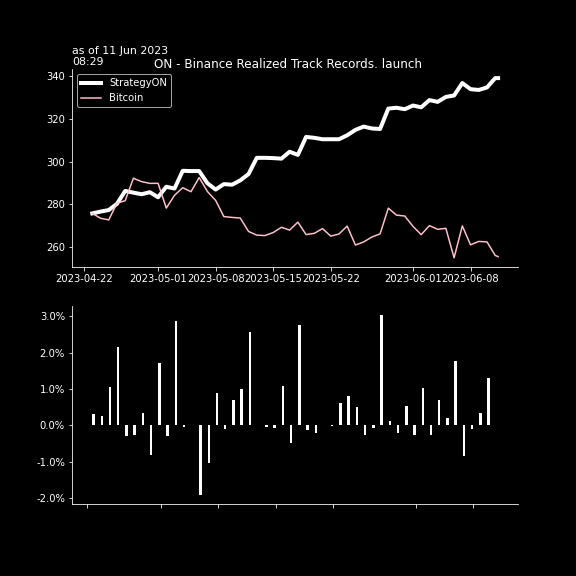 as of 11 Jun 2023
08:29
ON - Binance Realized Track Records. launch
StrategyON
Bitcoin
340
320
300
280
260
2023-04-22 2023-05-01 2023-05-08 2023-05-15 2023-05-22 2023-06-01 2023-06-08
3.0%
2.0%
1.0%
0.0%
-1.0%
-2.0%